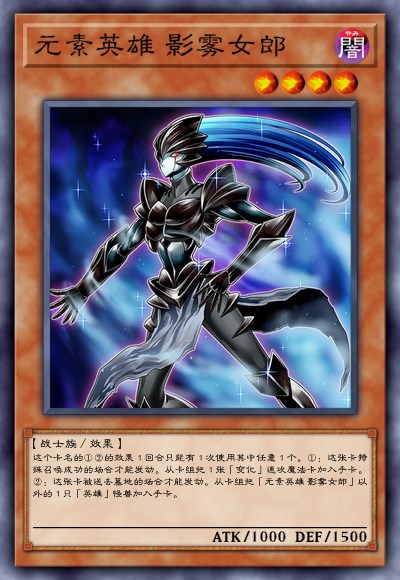 元素英雄 影雾女郎
やみ
闇
【战士族／效果】
这个卡名的①②的效果1回合只能有1次使用其中任意1个。①：这张卡特
殊召唤成功的场合才能发动。从卡组把1张「变化」速攻魔法卡加入手卡。
②：这张卡被送去墓地的场合才能发动。从卡组把「元素英雄 影雾女郎」以
外的1只「英雄」怪兽加入手卡。
ATK/1000 DEF/1500